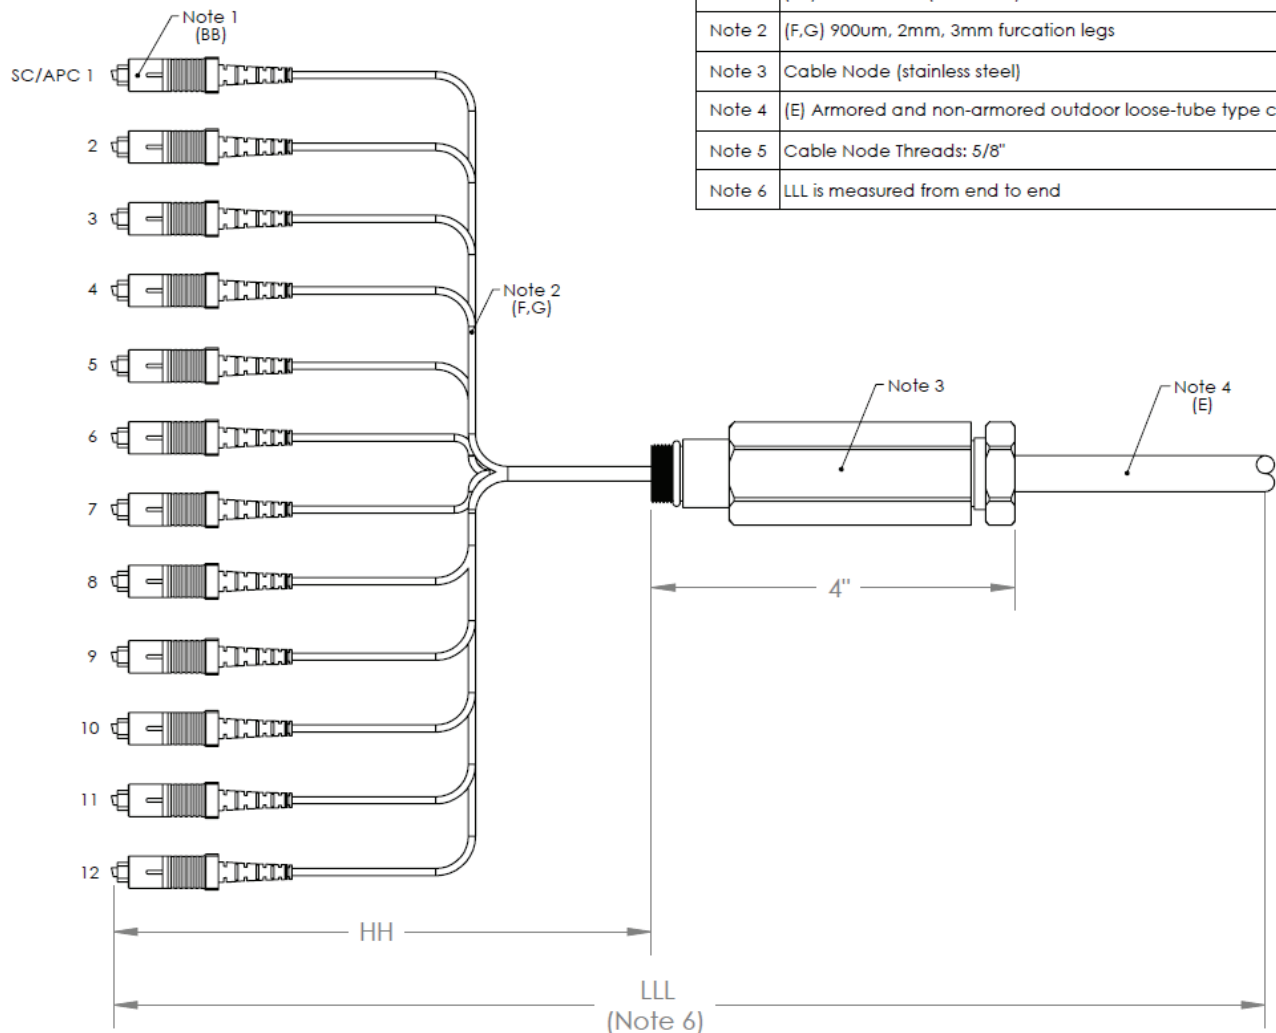 Note 2 (F,G) 900um, 2mm, 3mm furcation legs
Note 3 Cable Node (stainless steel)
Note 4 (E) Armored and non-armored outdoor loose-tube type c
Note 5 Cable Node Threads: 5/8"
Note 6 LLL is measured from end to end
Note 1
(BB)
SC/APC 1
2
3
4
Note 2
(F,G)
5
Note 3
Note 4
(E)
6
7
8
4"
9
10
11
12
HH
LLL
(Note 6)